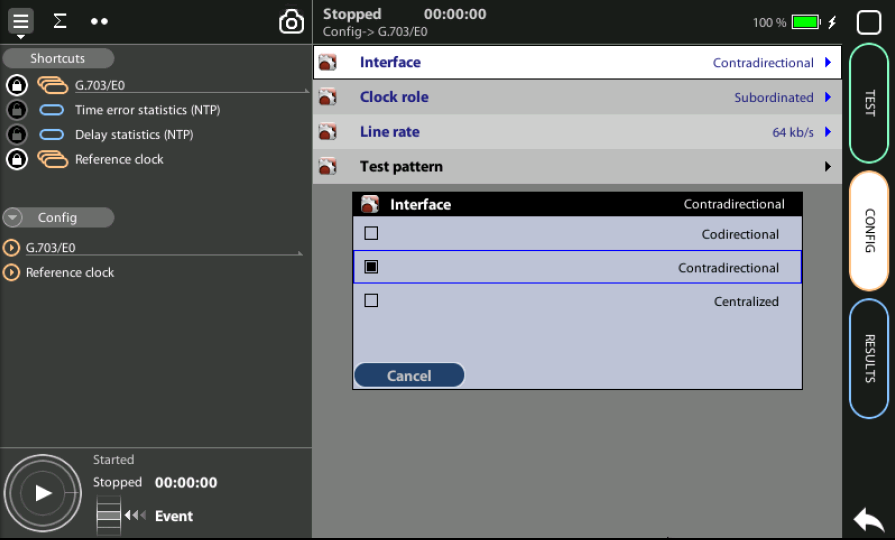 Stopped 00:00:00
Config-> G.703/E0
100 %
Shortcuts
G.703/E0
Time error statistics (NTP)
Delay statistics (NTP)
Reference clock
Config
G.703/E0
Reference clock
Started
Stopped 00:00:00
Event
Interface Contradirectional
Clock role Subordinated
Line rate 64 kb/s
Test pattern
Interface Contradirectional
Codirectional
Contradirectional
Centralized
Cancel
TEST
CONFIG
RESULTS